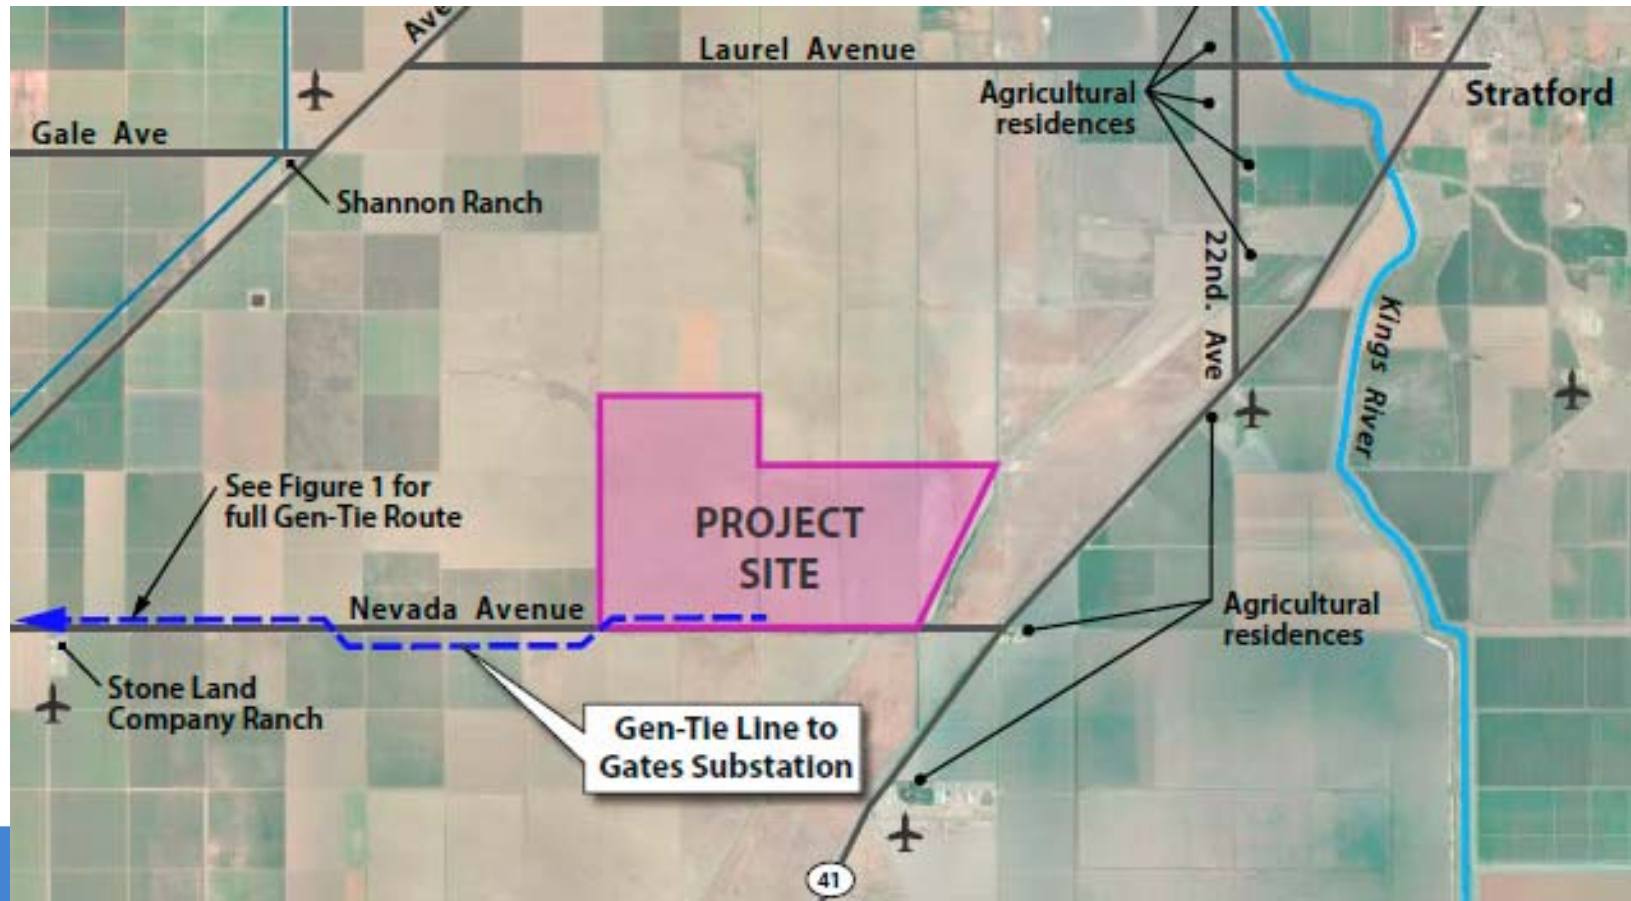 Ave
Laurel Avenue
Stratford
Agricultural
residences
Gale Ave
Shannon Ranch
22nd. Ave
Kings River
See Figure 1 for
full Gen-Tie Route
PROJECT
SITE
Nevada Avenue
Agricultural
residences
Stone Land
Company Ranch
Gen-Tie Line to
Gates Substation
41